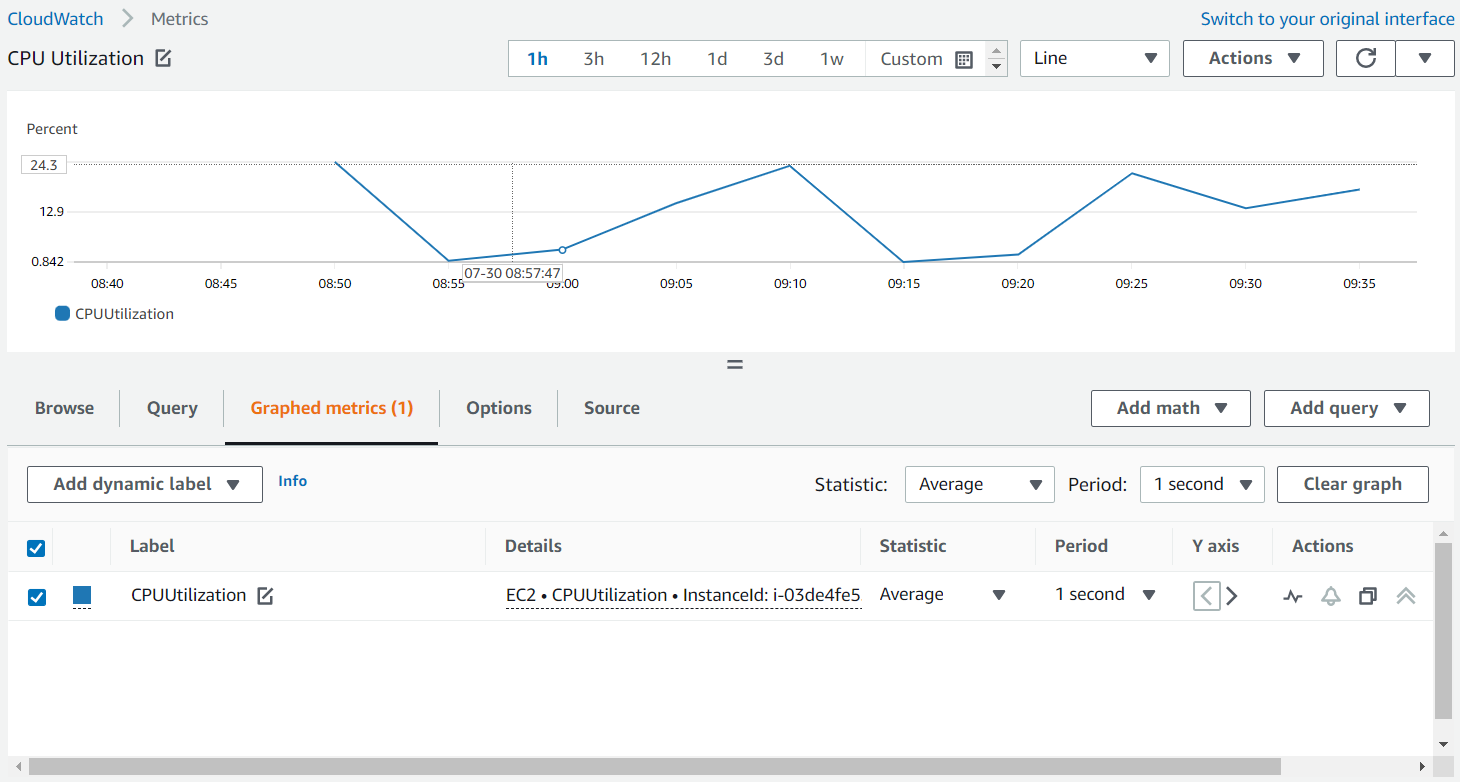 CloudWatch Metrics Switch to your original interface
CPU Utilization 1h 3h 12h 1d 3d 1w Custom Line Actions
Percent
24.3
12.9
0.842
07-30 08:57:47
08:40 08:45 08:50 08:55 09:00 09:05 09:10 09:15 09:20 09:25 09:30 09:35
CPUUtilization
Browse Query Graphed metrics (1) Options Source Add math Add query
Add dynamic label Info Statistic: Average Period: 1 second Clear graph
Label Details Statistic Period Y axis Actions
CPUUtilization EC2 • CPUUtilization • InstanceId: i-03de4fe5 Average 1 second